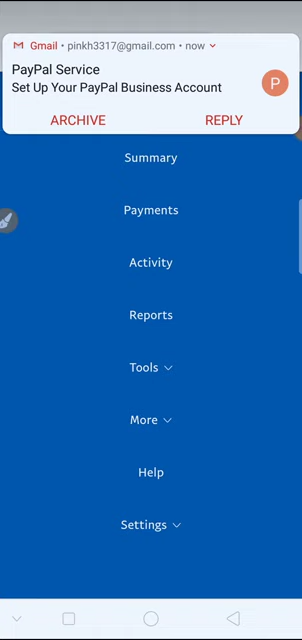 Gmail • pinkh3317@gmail.com • now
PayPal Service
Set Up Your PayPal Business Account
P
ARCHIVE REPLY
Summary
Payments
Activity
Reports
Tools
More
Help
Settings